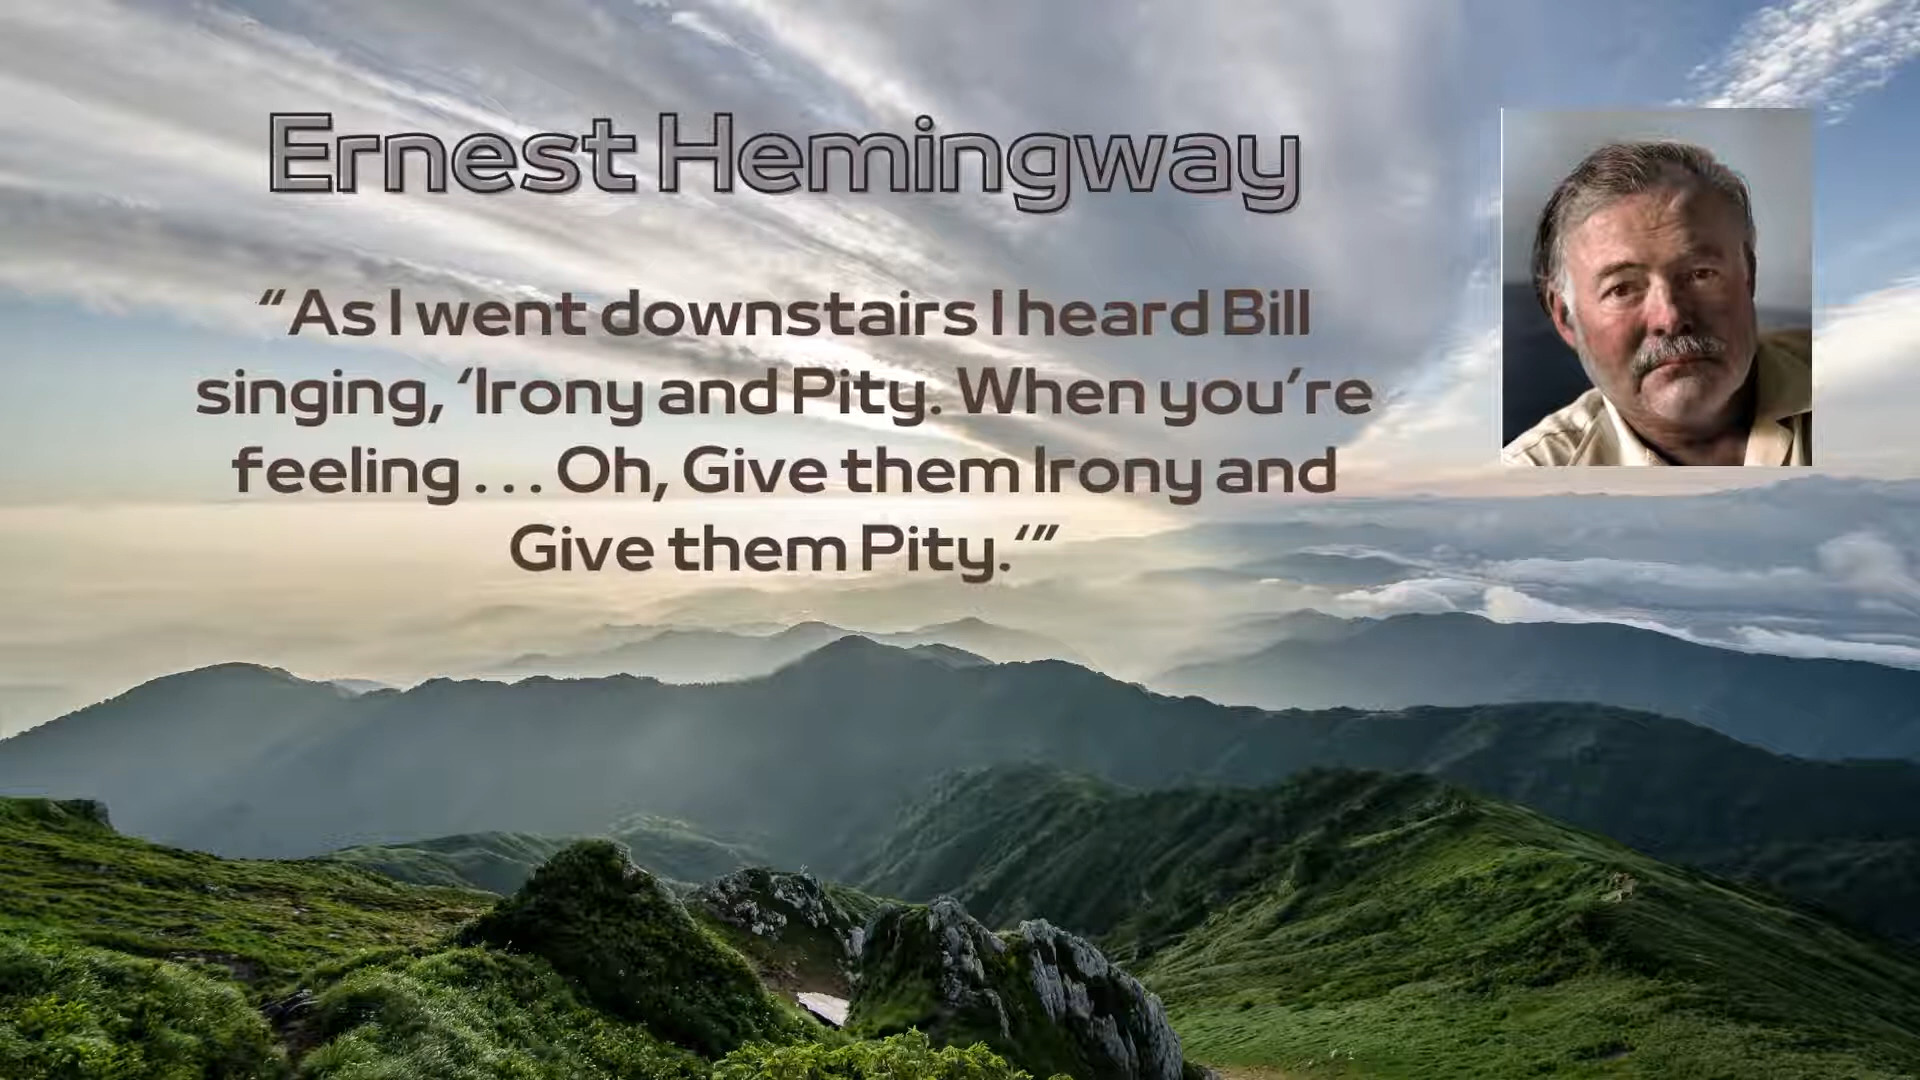 Ernest Hemingway
“As I went downstairs I heard Bill
singing, ‘Irony and Pity. When you’re
feeling . . . Oh, Give them Irony and
Give them Pity.‘”